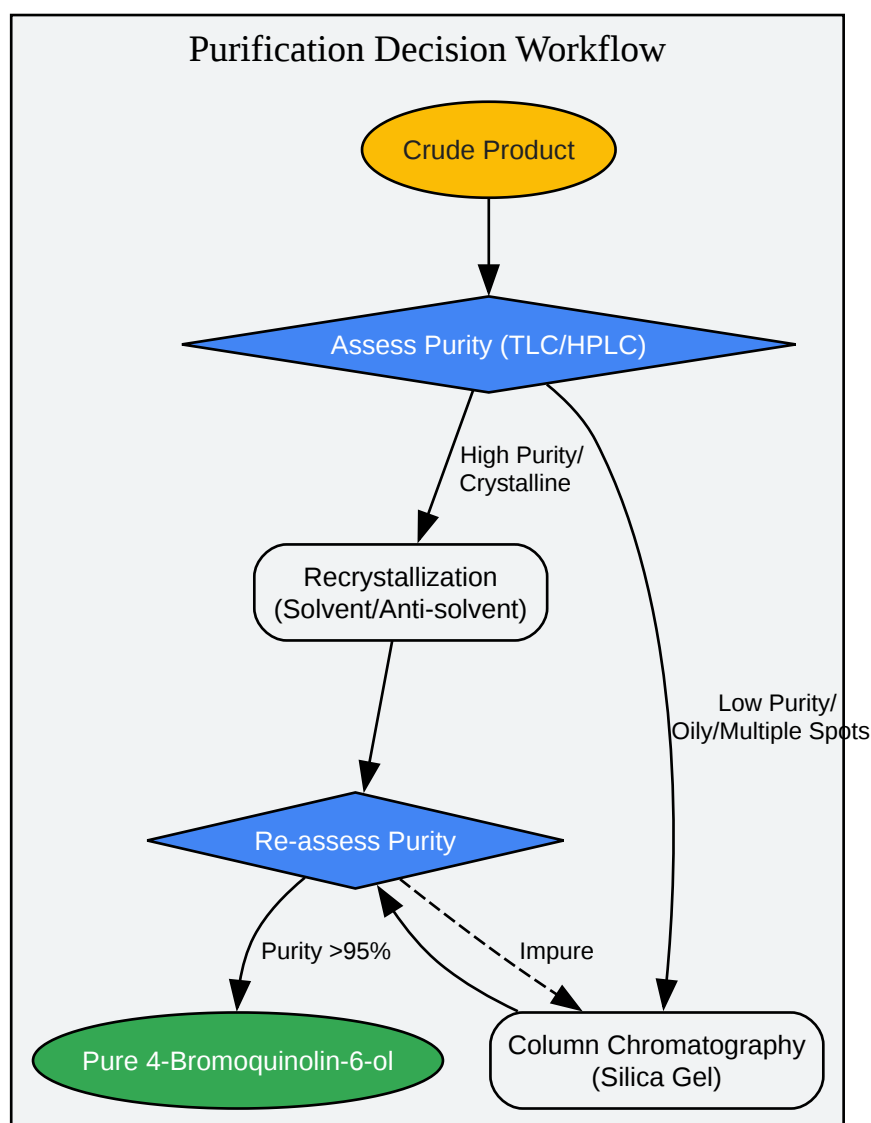 Purification Decision Workflow
Crude Product
Assess Purity (TLC/HPLC)
High Purity/
Crystalline
Recrystallization
(Solvent/Anti-solvent)
Low Purity/
Oily/Multiple Spots
Re-assess Purity
Purity >95%
Impure
Pure 4-Bromoquinolin-6-ol
Column Chromatography
(Silica Gel)